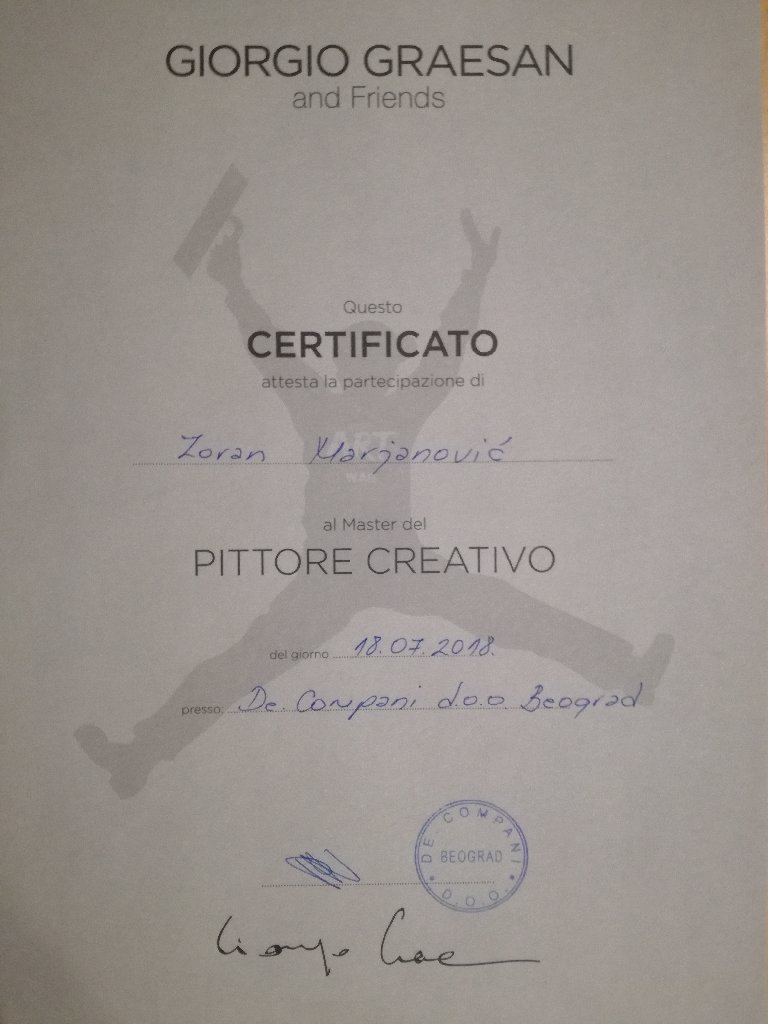 GIORGIO GRAESAN
and Friends
Questo
CERTIFICATO
attesta la partecipazione di
Zoran Marjanović
al Master del
PITTORE CREATIVO
del giorno 18.07.2018.
presso: De. Compani d.o.o. Beograd
DE COMPANI
BEOGRAD
D.O.O.